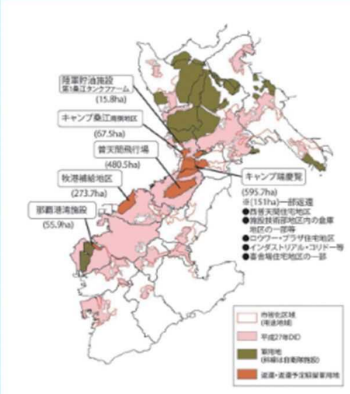 陸軍貯油施設
第1桑江タンクファーム
(15.8ha)
キャンプ桑江南側地区
(67.5ha)
普天間飛行場
(480.5ha)
牧港補給地区
(273.7ha)
那覇港湾施設
(55.9ha)
キャンプ瑞慶覧
(595.7ha)
※(151ha)一部返還
●西普天間住宅地区
●施設技術部地区内の倉庫
地区の一部等
●ロウワー・プラザ住宅地区
●インダストリアル・コリドー等
●喜舎場住宅地区の一部
市街化区域
(用途地域)
平成27年DID
軍用地
(斜線は自衛隊施設)
返還・返還予定駐留軍用地